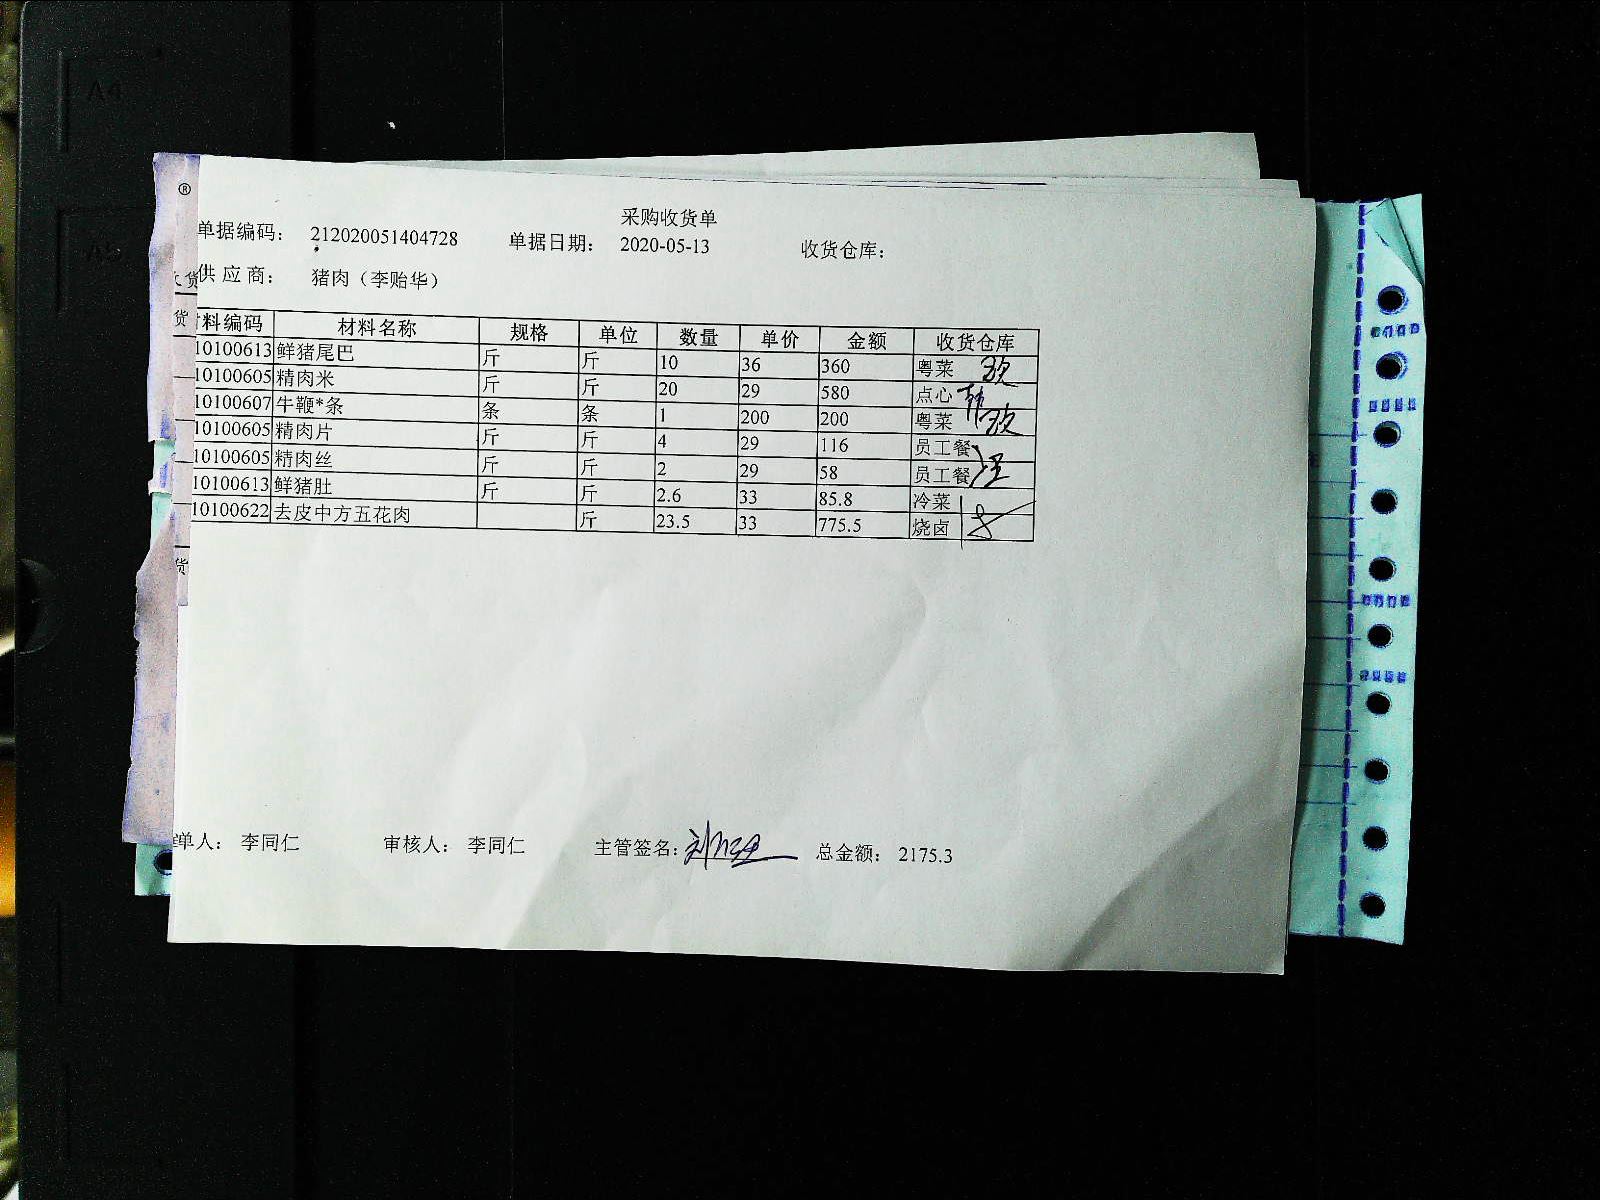 采购收货单
单据编码： 212020051404728 单据日期： 2020-05-13 收货仓库：
供应商： 猪肉（李贻华）
料编码 材料名称 规格 单位 数量 单价 金额 收货仓库
10100613 鲜猪尾巴 斤 斤 10 36 360 粤菜
10100605 精肉米 斤 斤 20 29 580 点心
10100607 牛鞭*条 条 条 1 200 200 粤菜
10100605 精肉片 斤 斤 4 29 116 员工餐
10100605 精肉丝 斤 斤 2 29 58 员工餐
10100613 鲜猪肚 斤 斤 2.6 33 85.8 冷菜
10100622 去皮中方五花肉 斤 23.5 33 775.5 烧卤
单人： 李同仁 审核人： 李同仁 主管签名： 总金额： 2175.3